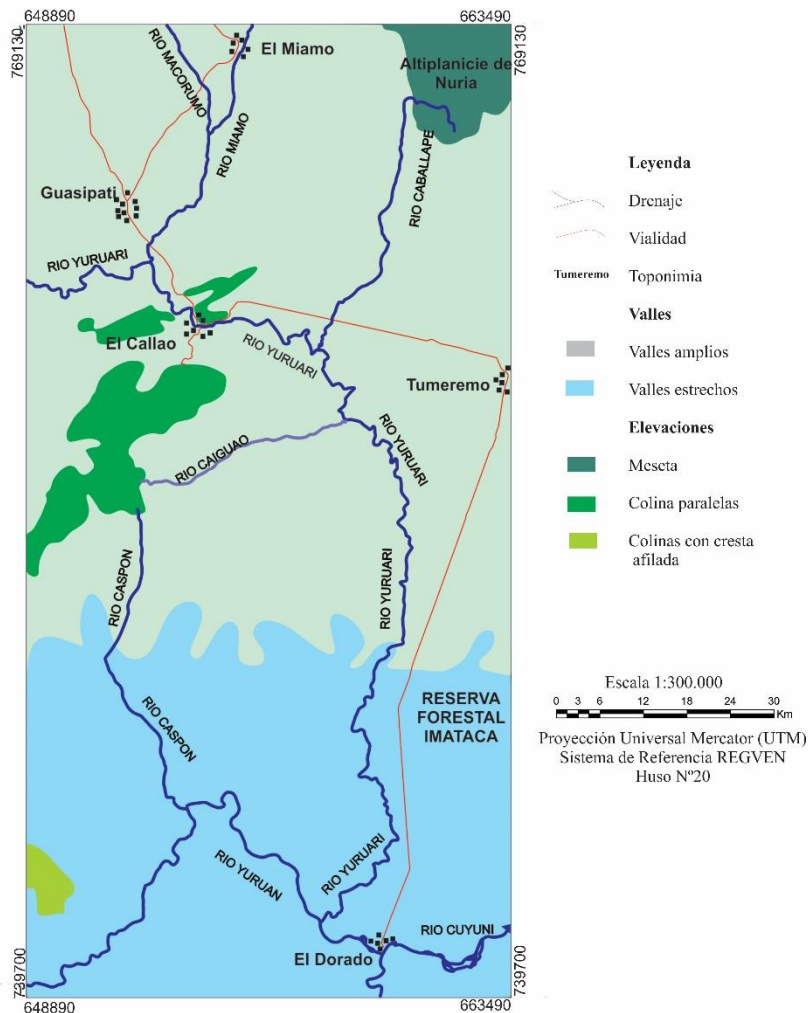 648890
663490
769130
769130
El Miamo
RIO MACORUMO
RIO MIAMO
Altiplanicie de
Nuria
RIO CABALLAPE
Guasipati
RIO YURUARI
El Callao
RIO YURUARI
Tumeremo
RIO CAIGUAO
RIO YURUARI
RIO CASPON
RIO YURUARI
RIO CASPON
RESERVA
FORESTAL
IMATACA
RIO YURUAN
RIO YURUARI
RIO CUYUNI
El Dorado
739700
739700
648890
663490
Leyenda
Drenaje
Vialidad
Tumeremo Toponimia
Valles
Valles amplios
Valles estrechos
Elevaciones
Meseta
Colina paralelas
Colinas con cresta
afilada
Escala 1:300.000
0 3 6 12 18 24 30
Km
Proyección Universal Mercator (UTM)
Sistema de Referencia REGVEN
Huso Nº20